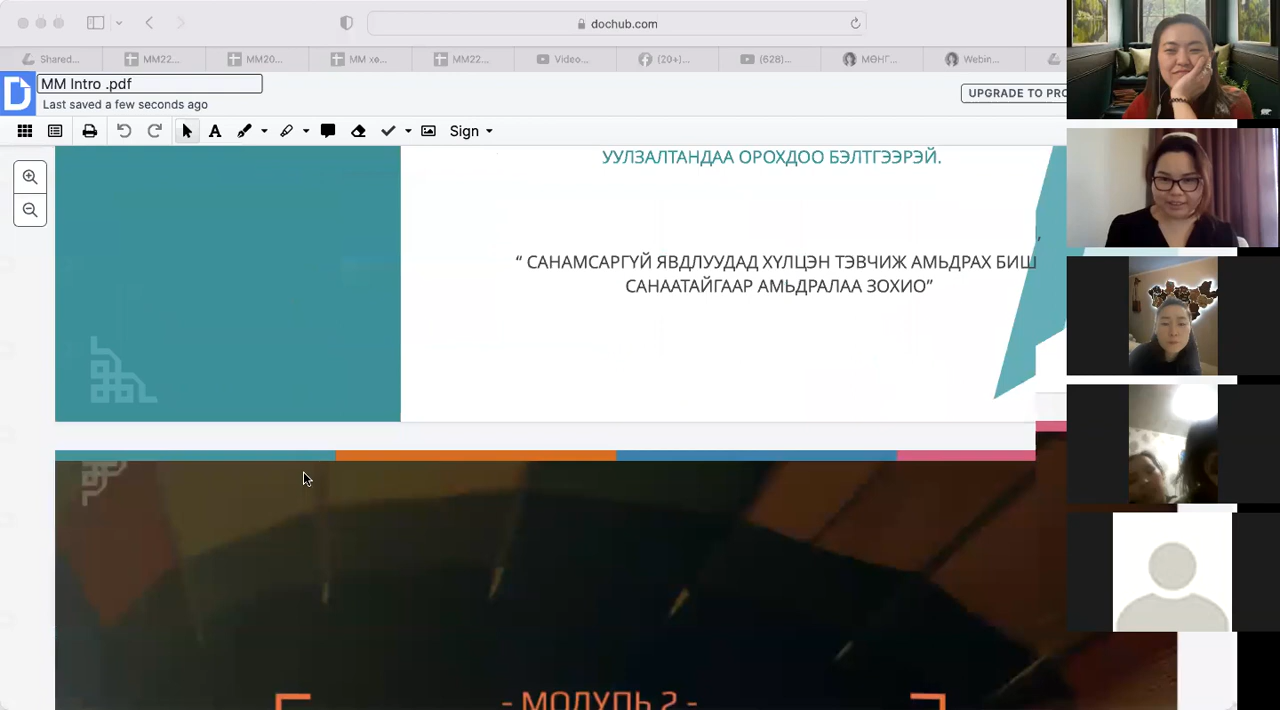 dochub.com
Shared...
MM22...
MM20...
MM хө...
MM22...
Video...
(20+)...
(628)...
МӨНГ...
Webin...
MM Intro .pdf
Last saved a few seconds ago
UPGRADE TO PRO
Sign
УУЛЗАЛТАНДАА ОРОХДОО БЭЛТГЭЭРЭЙ.
“ САНАМСАРГҮЙ ЯВДЛУУДАД ХҮЛЦЭН ТЭВЧИЖ АМЬДРАХ БИШ
САНААТАЙГААР АМЬДРАЛАА ЗОХИО”
- МОДУЛЬ 2 -